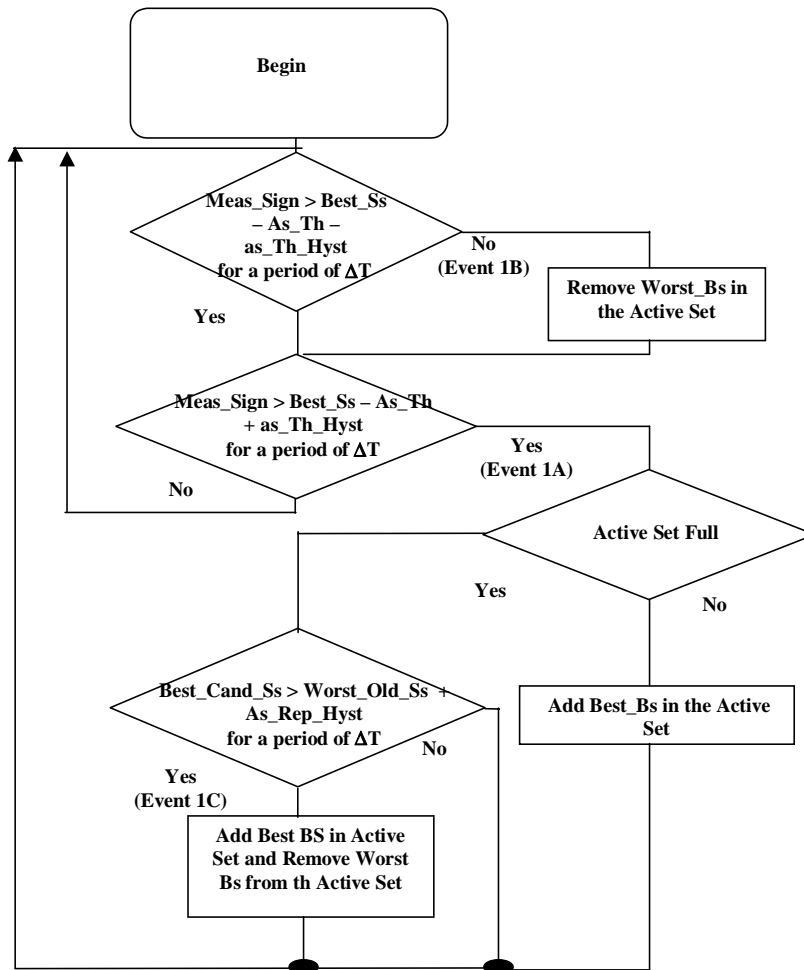 Begin
Meas_Sign > Best_Ss
– As_Th –
as_Th_Hyst
for a period of ΔT
No
(Event 1B)
Remove Worst_Bs in
the Active Set
Yes
Meas_Sign > Best_Ss – As_Th
+ as_Th_Hyst
for a period of ΔT
Yes
(Event 1A)
No
Active Set Full
Yes
No
Best_Cand_Ss > Worst_Old_Ss +
As_Rep_Hyst
for a period of ΔT
No
Add Best_Bs in the Active
Set
Yes
(Event 1C)
Add Best BS in Active
Set and Remove Worst
Bs from th Active Set